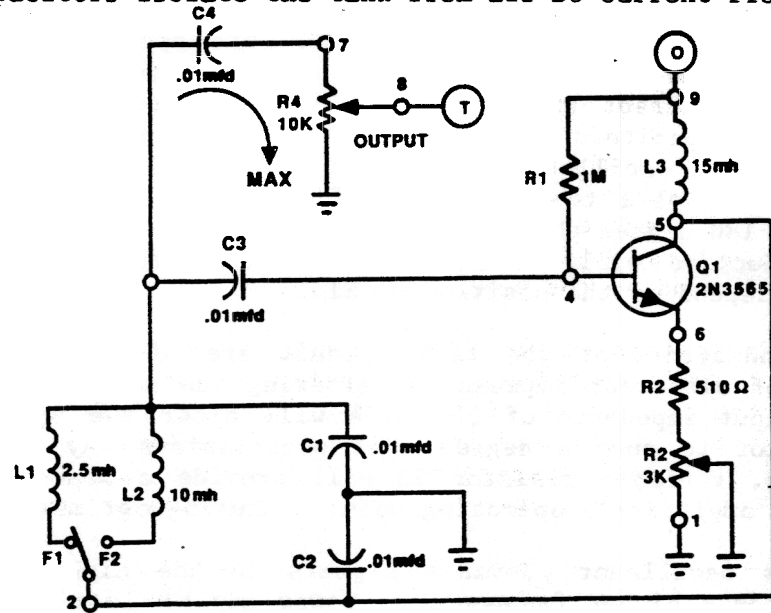 C4
.01mfd
7
R4
10K
8
T
OUTPUT
MAX
O
9
R1
1M
L3
15mh
5
C3
.01mfd
4
Q1
2N3565
6
R2
510Ω
R2
3K
1
L1
2.5mh
L2
10mh
C1
.01mfd
F1
F2
C2
.01mfd
2